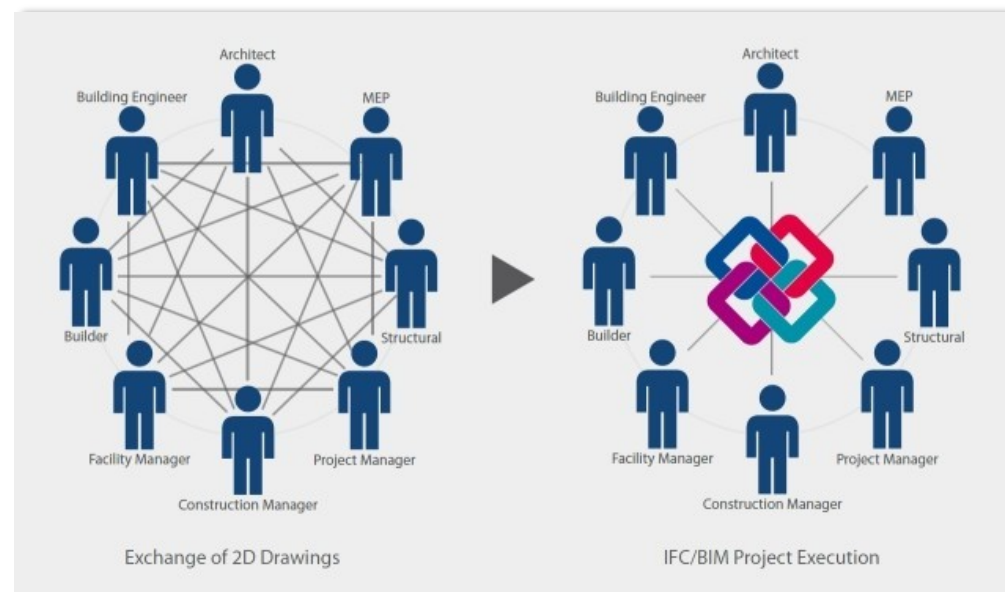 Architect
Building Engineer
MEP
Builder
Structural
Facility Manager
Project Manager
Construction Manager
Exchange of 2D Drawings
Architect
Building Engineer
MEP
Builder
Structural
Facility Manager
Project Manager
Construction Manager
IFC/BIM Project Execution